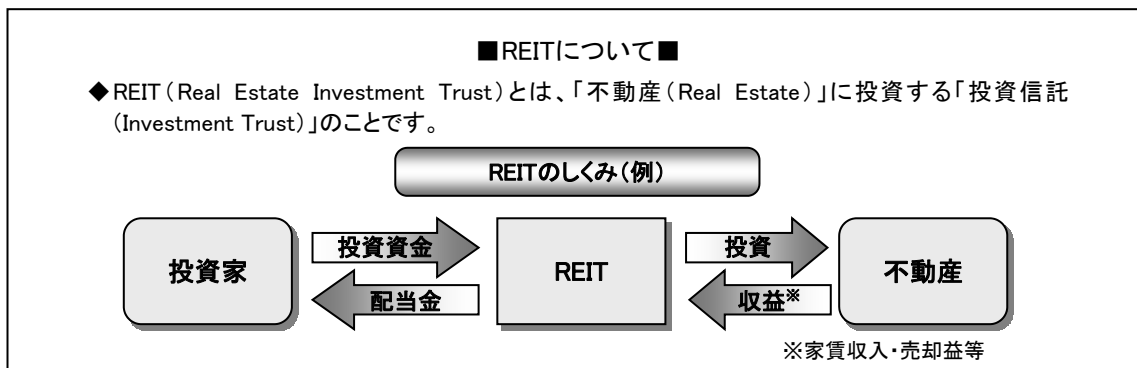 ■REITについて■
◆REIT(Real Estate Investment Trust)とは、「不動産(Real Estate)」に投資する「投資信託
(Investment Trust)」のことです。
REITのしくみ(例)
投資家
投資資金
配当金
REIT
投資
収益※
不動産
※家賃収入・売却益等